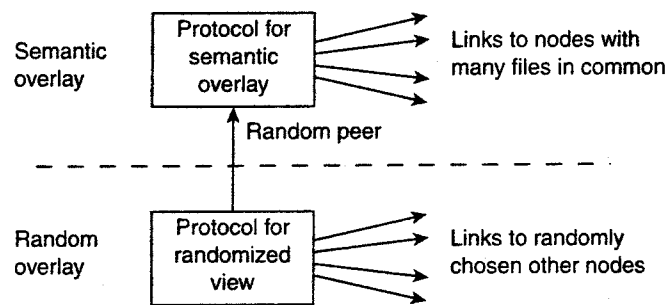 Semantic
overlay
Protocol for
semantic
overlay
Links to nodes with
many files in common
Random peer
Random
overlay
Protocol for
randomized
view
Links to randomly
chosen other nodes